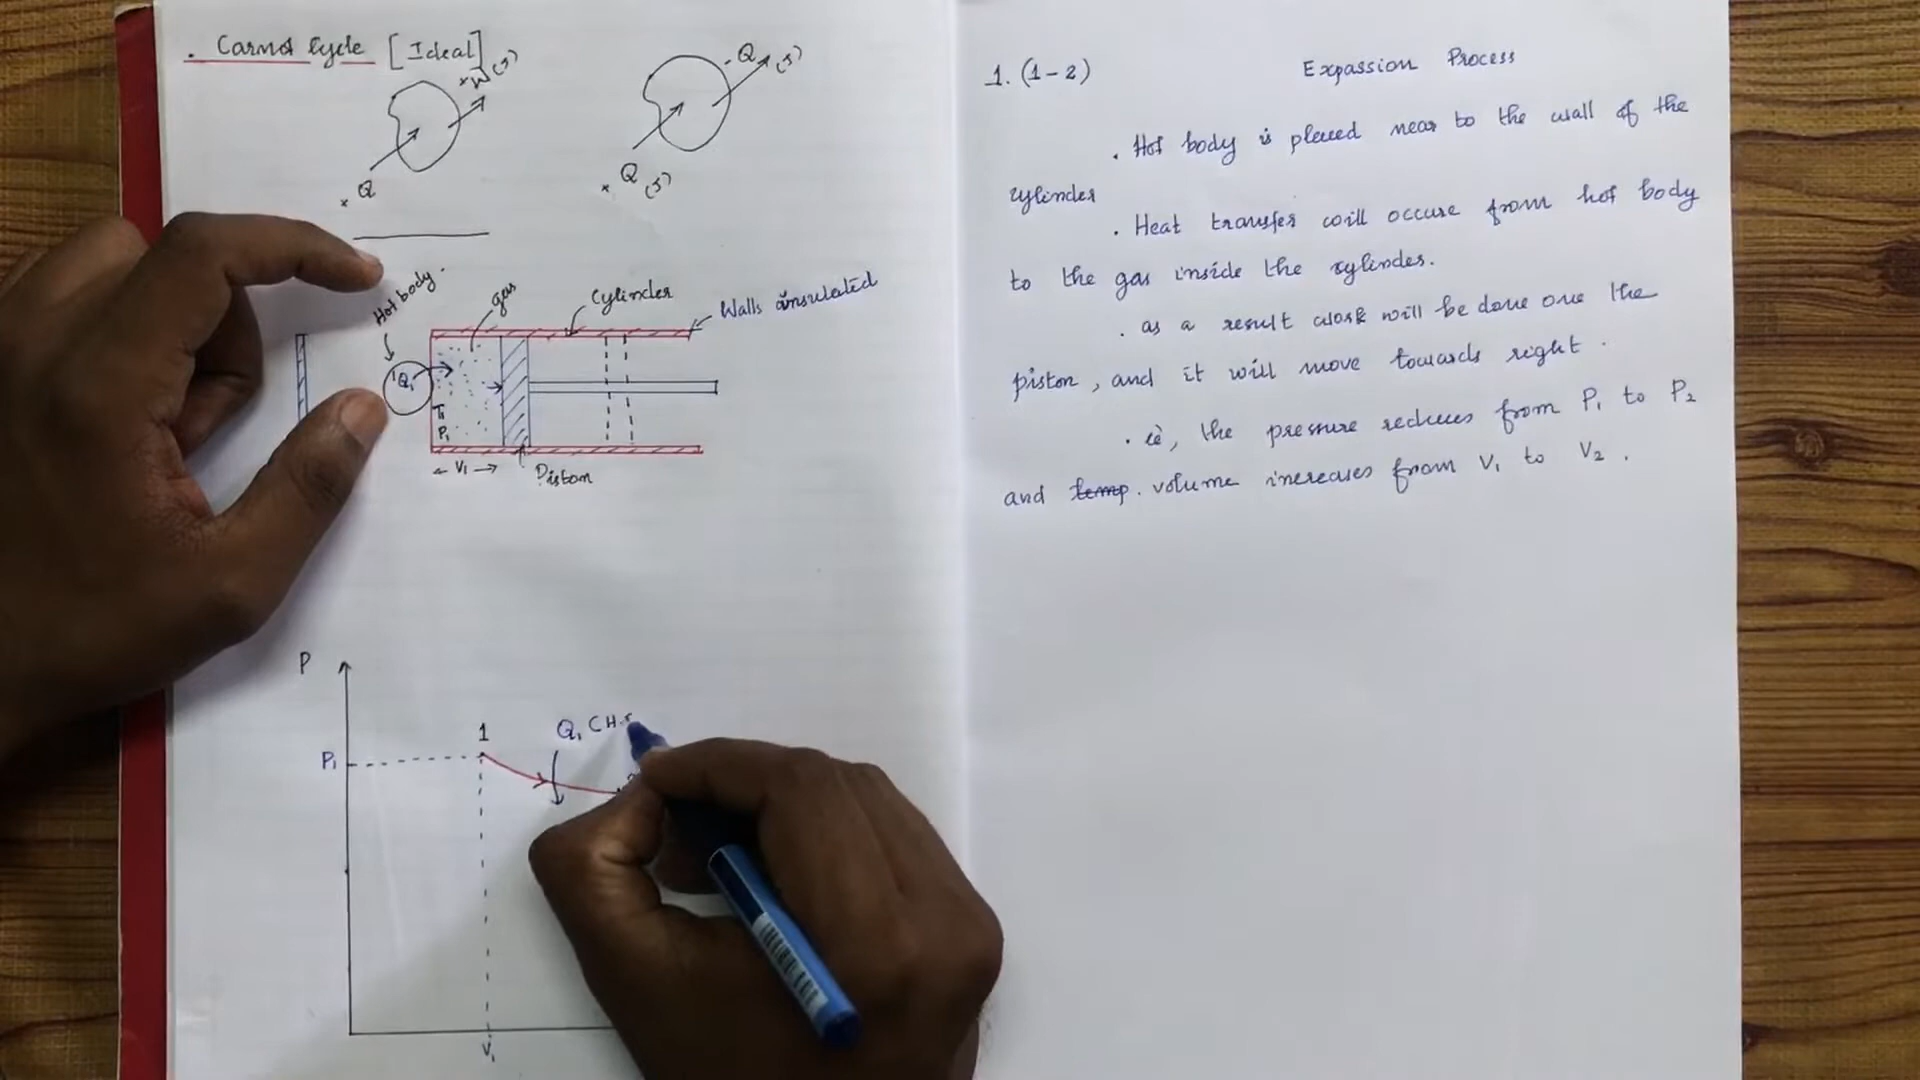 . Carnot Cycle [Ideal]
+W (J)
+ Q
- Q (J)
+ Q (J)
Hot body.
gas
Cylinder
Walls insulated
Q1
T1
P1
← V1 →
Piston
P
P1
1
Q1 CH.
V1
1. (1-2) Expassion Process
. Hot body is placed near to the wall of the
cylinder
. Heat transfer will occure from hot body
to the gas inside the cylinder.
. as a result work will be done one the
piston, and it will move towards right.
. ie, the pressure reduces from P1 to P2
and temp. volume increases from V1 to V2.